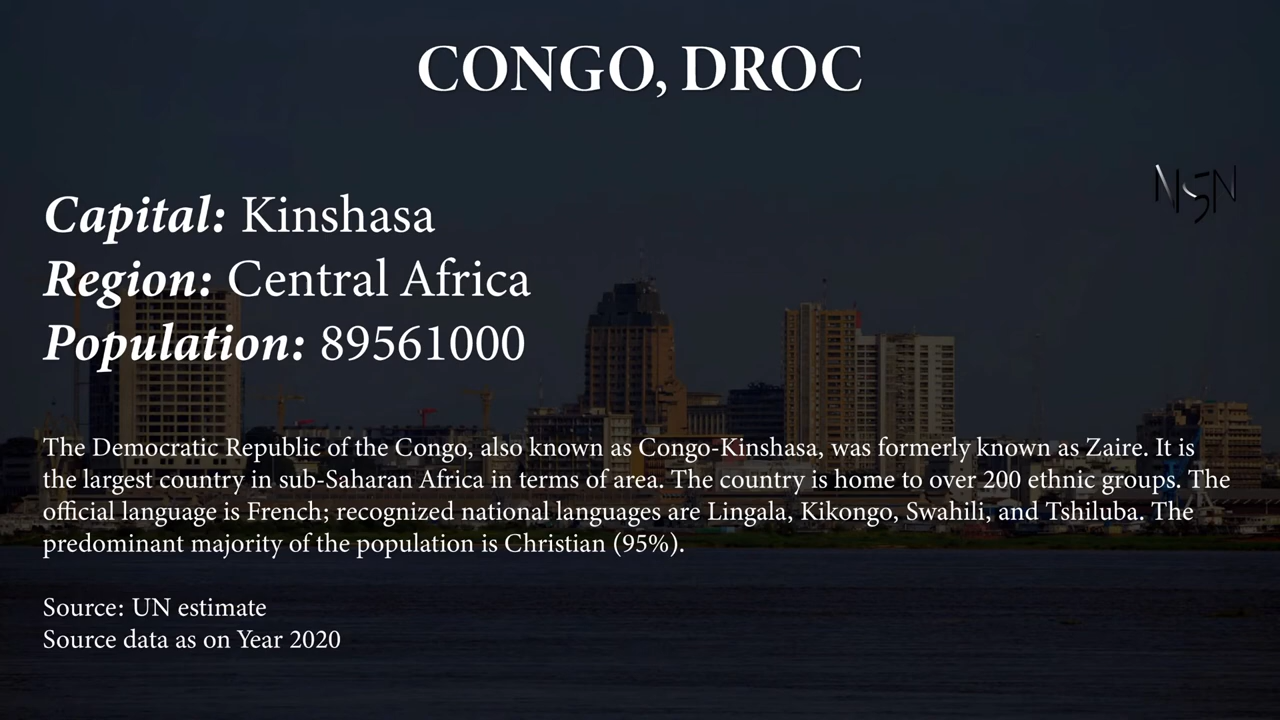 CONGO, DROC
NSN
Capital: Kinshasa
Region: Central Africa
Population: 89561000
The Democratic Republic of the Congo, also known as Congo-Kinshasa, was formerly known as Zaire. It is
the largest country in sub-Saharan Africa in terms of area. The country is home to over 200 ethnic groups. The
official language is French; recognized national languages are Lingala, Kikongo, Swahili, and Tshiluba. The
predominant majority of the population is Christian (95%).
Source: UN estimate
Source data as on Year 2020